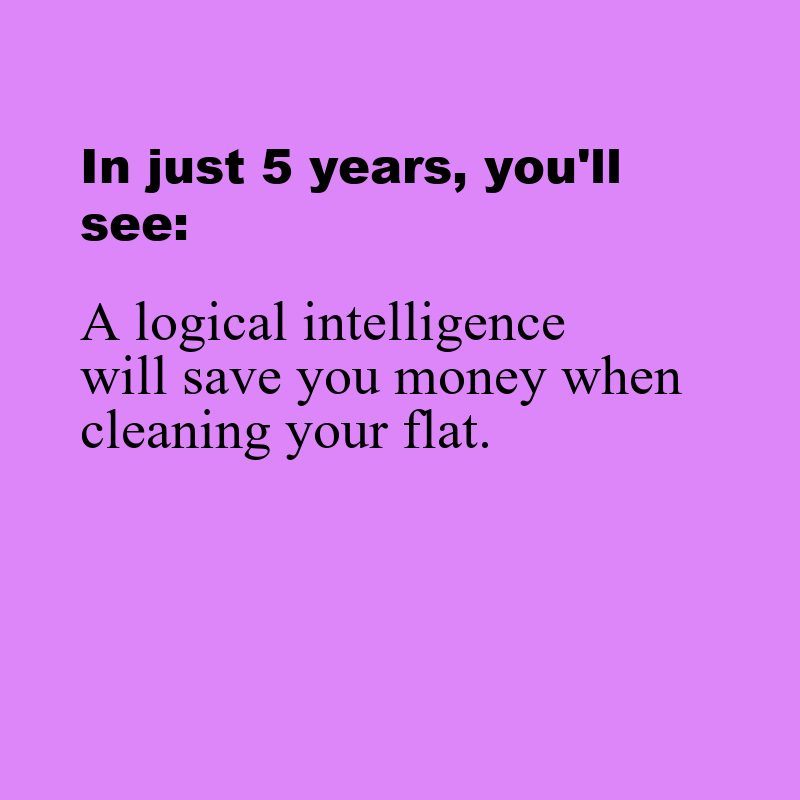 In just 5 years, you'll
see:
A logical intelligence
will save you money when
cleaning your flat.